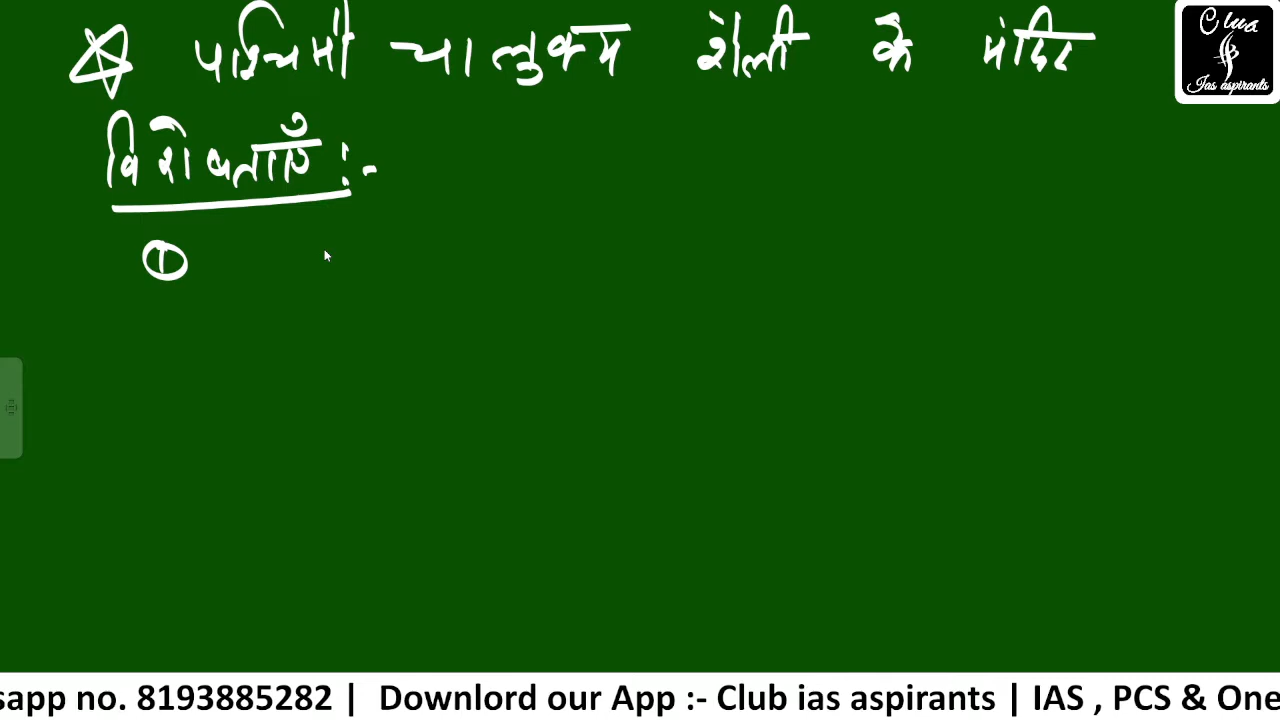 पश्चिमी चालुक्य शैली के मंदिर
विशेषताएँ :-
①
Club
Ias aspirants
sapp no. 8193885282 | Downlord our App :- Club ias aspirants | IAS , PCS & One